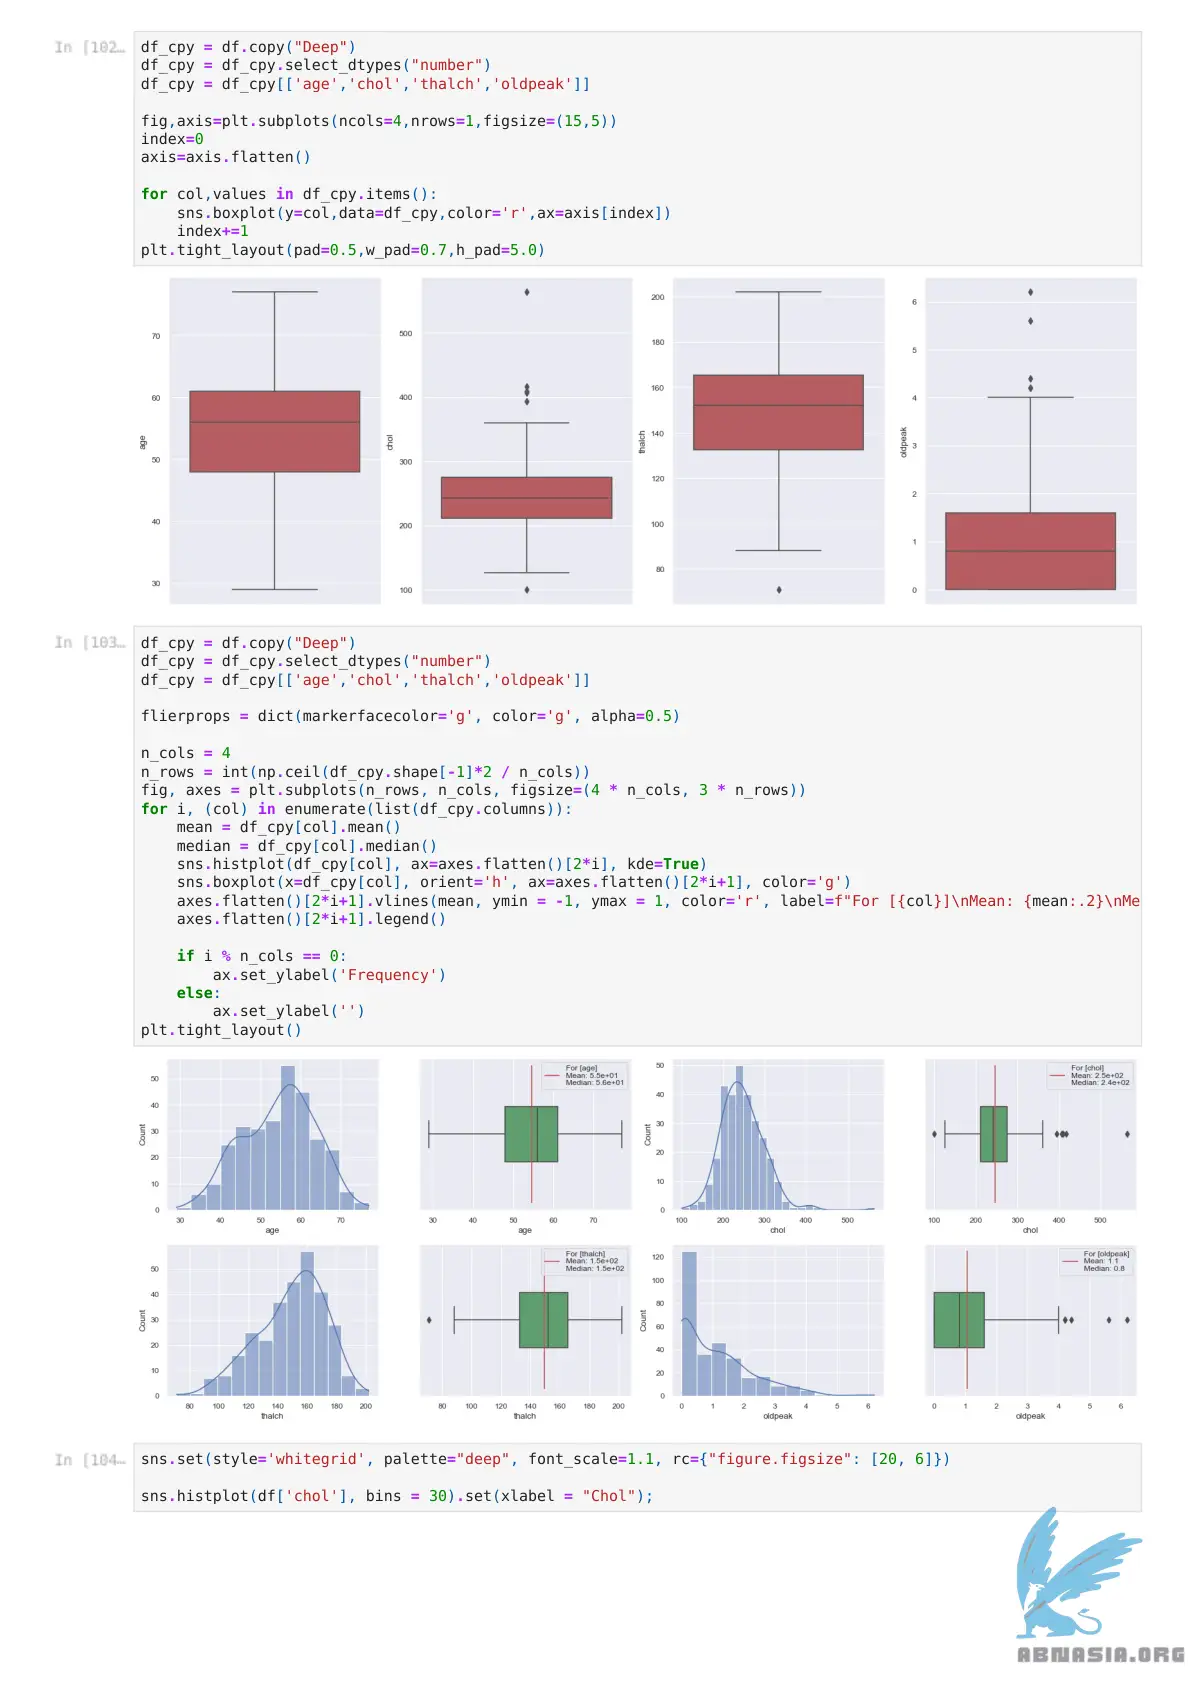 In [102…
df_cpy = df.copy("Deep")
df_cpy = df_cpy.select_dtypes("number")
df_cpy = df_cpy[['age','chol','thalch','oldpeak']]
fig,axis=plt.subplots(ncols=4,nrows=1,figsize=(15,5))
index=0
axis=axis.flatten()
for col,values in df_cpy.items():
    sns.boxplot(y=col,data=df_cpy,color='r',ax=axis[index])
    index+=1
plt.tight_layout(pad=0.5,w_pad=0.7,h_pad=5.0)
70
60
50
40
30
age
500
400
300
200
100
chol
200
180
160
140
120
100
80
thalch
6
5
4
3
2
1
0
oldpeak
In [103…
df_cpy = df.copy("Deep")
df_cpy = df_cpy.select_dtypes("number")
df_cpy = df_cpy[['age','chol','thalch','oldpeak']]
flierprops = dict(markerfacecolor='g', color='g', alpha=0.5)
n_cols = 4
n_rows = int(np.ceil(df_cpy.shape[-1]*2 / n_cols))
fig, axes = plt.subplots(n_rows, n_cols, figsize=(4 * n_cols, 3 * n_rows))
for i, (col) in enumerate(list(df_cpy.columns)):
    mean = df_cpy[col].mean()
    median = df_cpy[col].median()
    sns.histplot(df_cpy[col], ax=axes.flatten()[2*i], kde=True)
    sns.boxplot(x=df_cpy[col], orient='h', ax=axes.flatten()[2*i+1], color='g')
    axes.flatten()[2*i+1].vlines(mean, ymin = -1, ymax = 1, color='r', label=f"For [{col}]\nMean: {mean:.2}\nMe
    axes.flatten()[2*i+1].legend()
    if i % n_cols == 0:
        ax.set_ylabel('Frequency')
    else:
        ax.set_ylabel('')
plt.tight_layout()
50
40
30
20
10
0
Count
30 40 50 60 70
age
For [age]
Mean: 5.5e+01
Median: 5.6e+01
30 40 50 60 70
age
50
40
30
20
10
0
Count
100 200 300 400 500
chol
For [chol]
Mean: 2.5e+02
Median: 2.4e+02
100 200 300 400 500
chol
50
40
30
20
10
0
Count
80 100 120 140 160 180 200
thalch
For [thalch]
Mean: 1.5e+02
Median: 1.5e+02
80 100 120 140 160 180 200
thalch
120
100
80
60
40
20
0
Count
0 1 2 3 4 5 6
oldpeak
For [oldpeak]
Mean: 1.1
Median: 0.8
0 1 2 3 4 5 6
oldpeak
In [104…
sns.set(style='whitegrid', palette="deep", font_scale=1.1, rc={"figure.figsize": [20, 6]})
sns.histplot(df['chol'], bins = 30).set(xlabel = "Chol");
ABNASIA.ORG